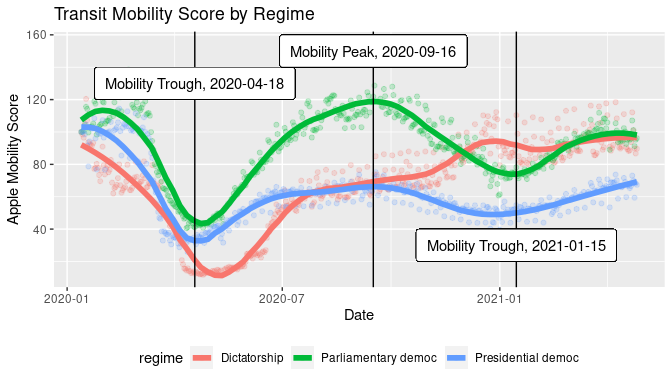 Transit Mobility Score by Regime
160
Mobility Peak, 2020-09-16
Mobility Trough, 2020-04-18
120
80
40
Mobility Trough, 2021-01-15
Apple Mobility Score
2020-01
2020-07
2021-01
Date
regime
Dictatorship
Parliamentary democ
Presidential democ